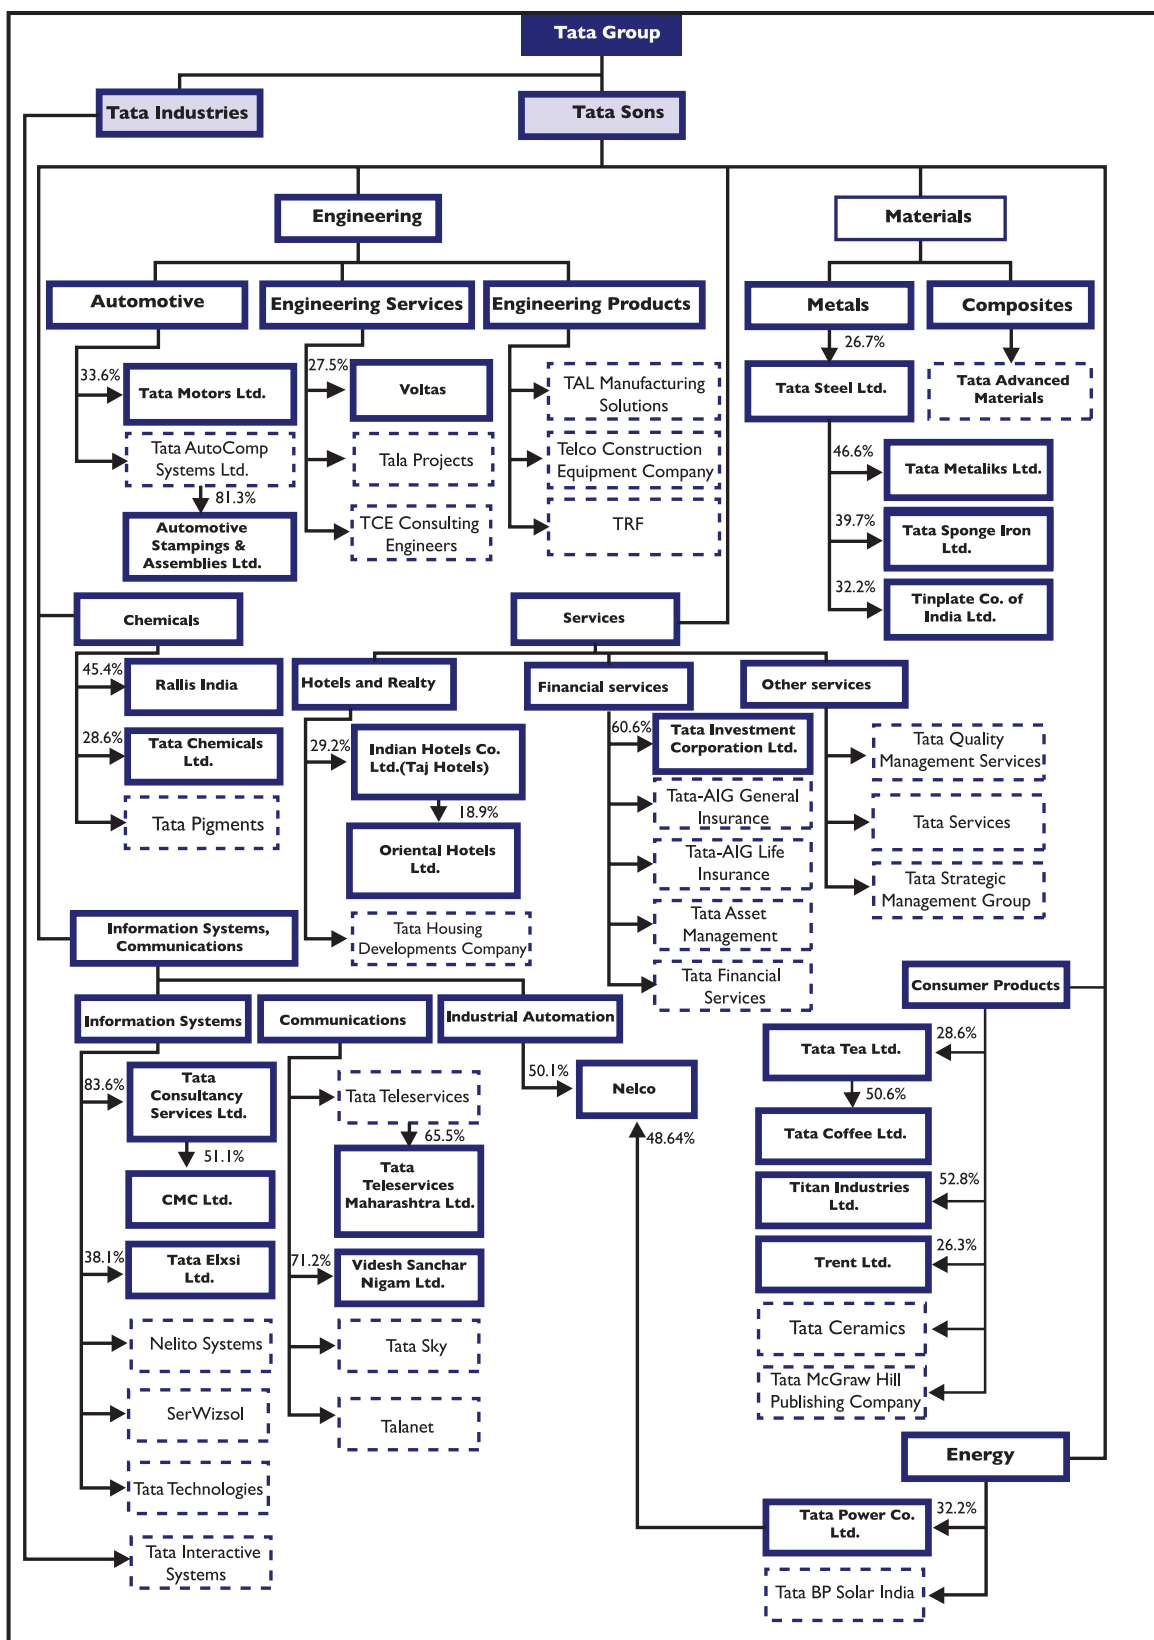 Tata Group
Tata Industries
Tata Sons
Engineering
Materials
Automotive
Engineering Services
Engineering Products
Metals
Composites
33.6%
Tata Motors Ltd.
Tata AutoComp
Systems Ltd.
81.3%
Automotive
Stampings &
Assemblies Ltd.
27.5%
Voltas
Tala Projects
TCE Consulting
Engineers
TAL Manufacturing
Solutions
Telco Construction
Equipment Company
TRF
26.7%
Tata Steel Ltd.
Tata Advanced
Materials
46.6%
Tata Metaliks Ltd.
39.7%
Tata Sponge Iron
Ltd.
32.2%
Tinplate Co. of
India Ltd.
Chemicals
Services
45.4%
Rallis India
28.6%
Tata Chemicals
Ltd.
Tata Pigments
Hotels and Realty
Financial services
Other services
29.2%
Indian Hotels Co.
Ltd.(Taj Hotels)
18.9%
Oriental Hotels
Ltd.
Tata Housing
Developments Company
60.6%
Tata Investment
Corporation Ltd.
Tata-AIG General
Insurance
Tata-AIG Life
Insurance
Tata Asset
Management
Tata Financial
Services
Tata Quality
Management Services
Tata Services
Tata Strategic
Management Group
Information Systems,
Communications
Information Systems
Communications
Industrial Automation
83.6%
Tata
Consultancy
Services Ltd.
51.1%
CMC Ltd.
38.1%
Tata Elxsi
Ltd.
Nelito Systems
SerWizsol
Tata Technologies
Tata Interactive
Systems
Tata Teleservices
65.5%
Tata
Teleservices
Maharashtra Ltd.
71.2%
Videsh Sanchar
Nigam Ltd.
Tata Sky
Talanet
50.1%
Nelco
48.64%
Consumer Products
28.6%
Tata Tea Ltd.
50.6%
Tata Coffee Ltd.
52.8%
Titan Industries
Ltd.
26.3%
Trent Ltd.
Tata Ceramics
Tata McGraw Hill
Publishing Company
Energy
32.2%
Tata Power Co.
Ltd.
Tata BP Solar India